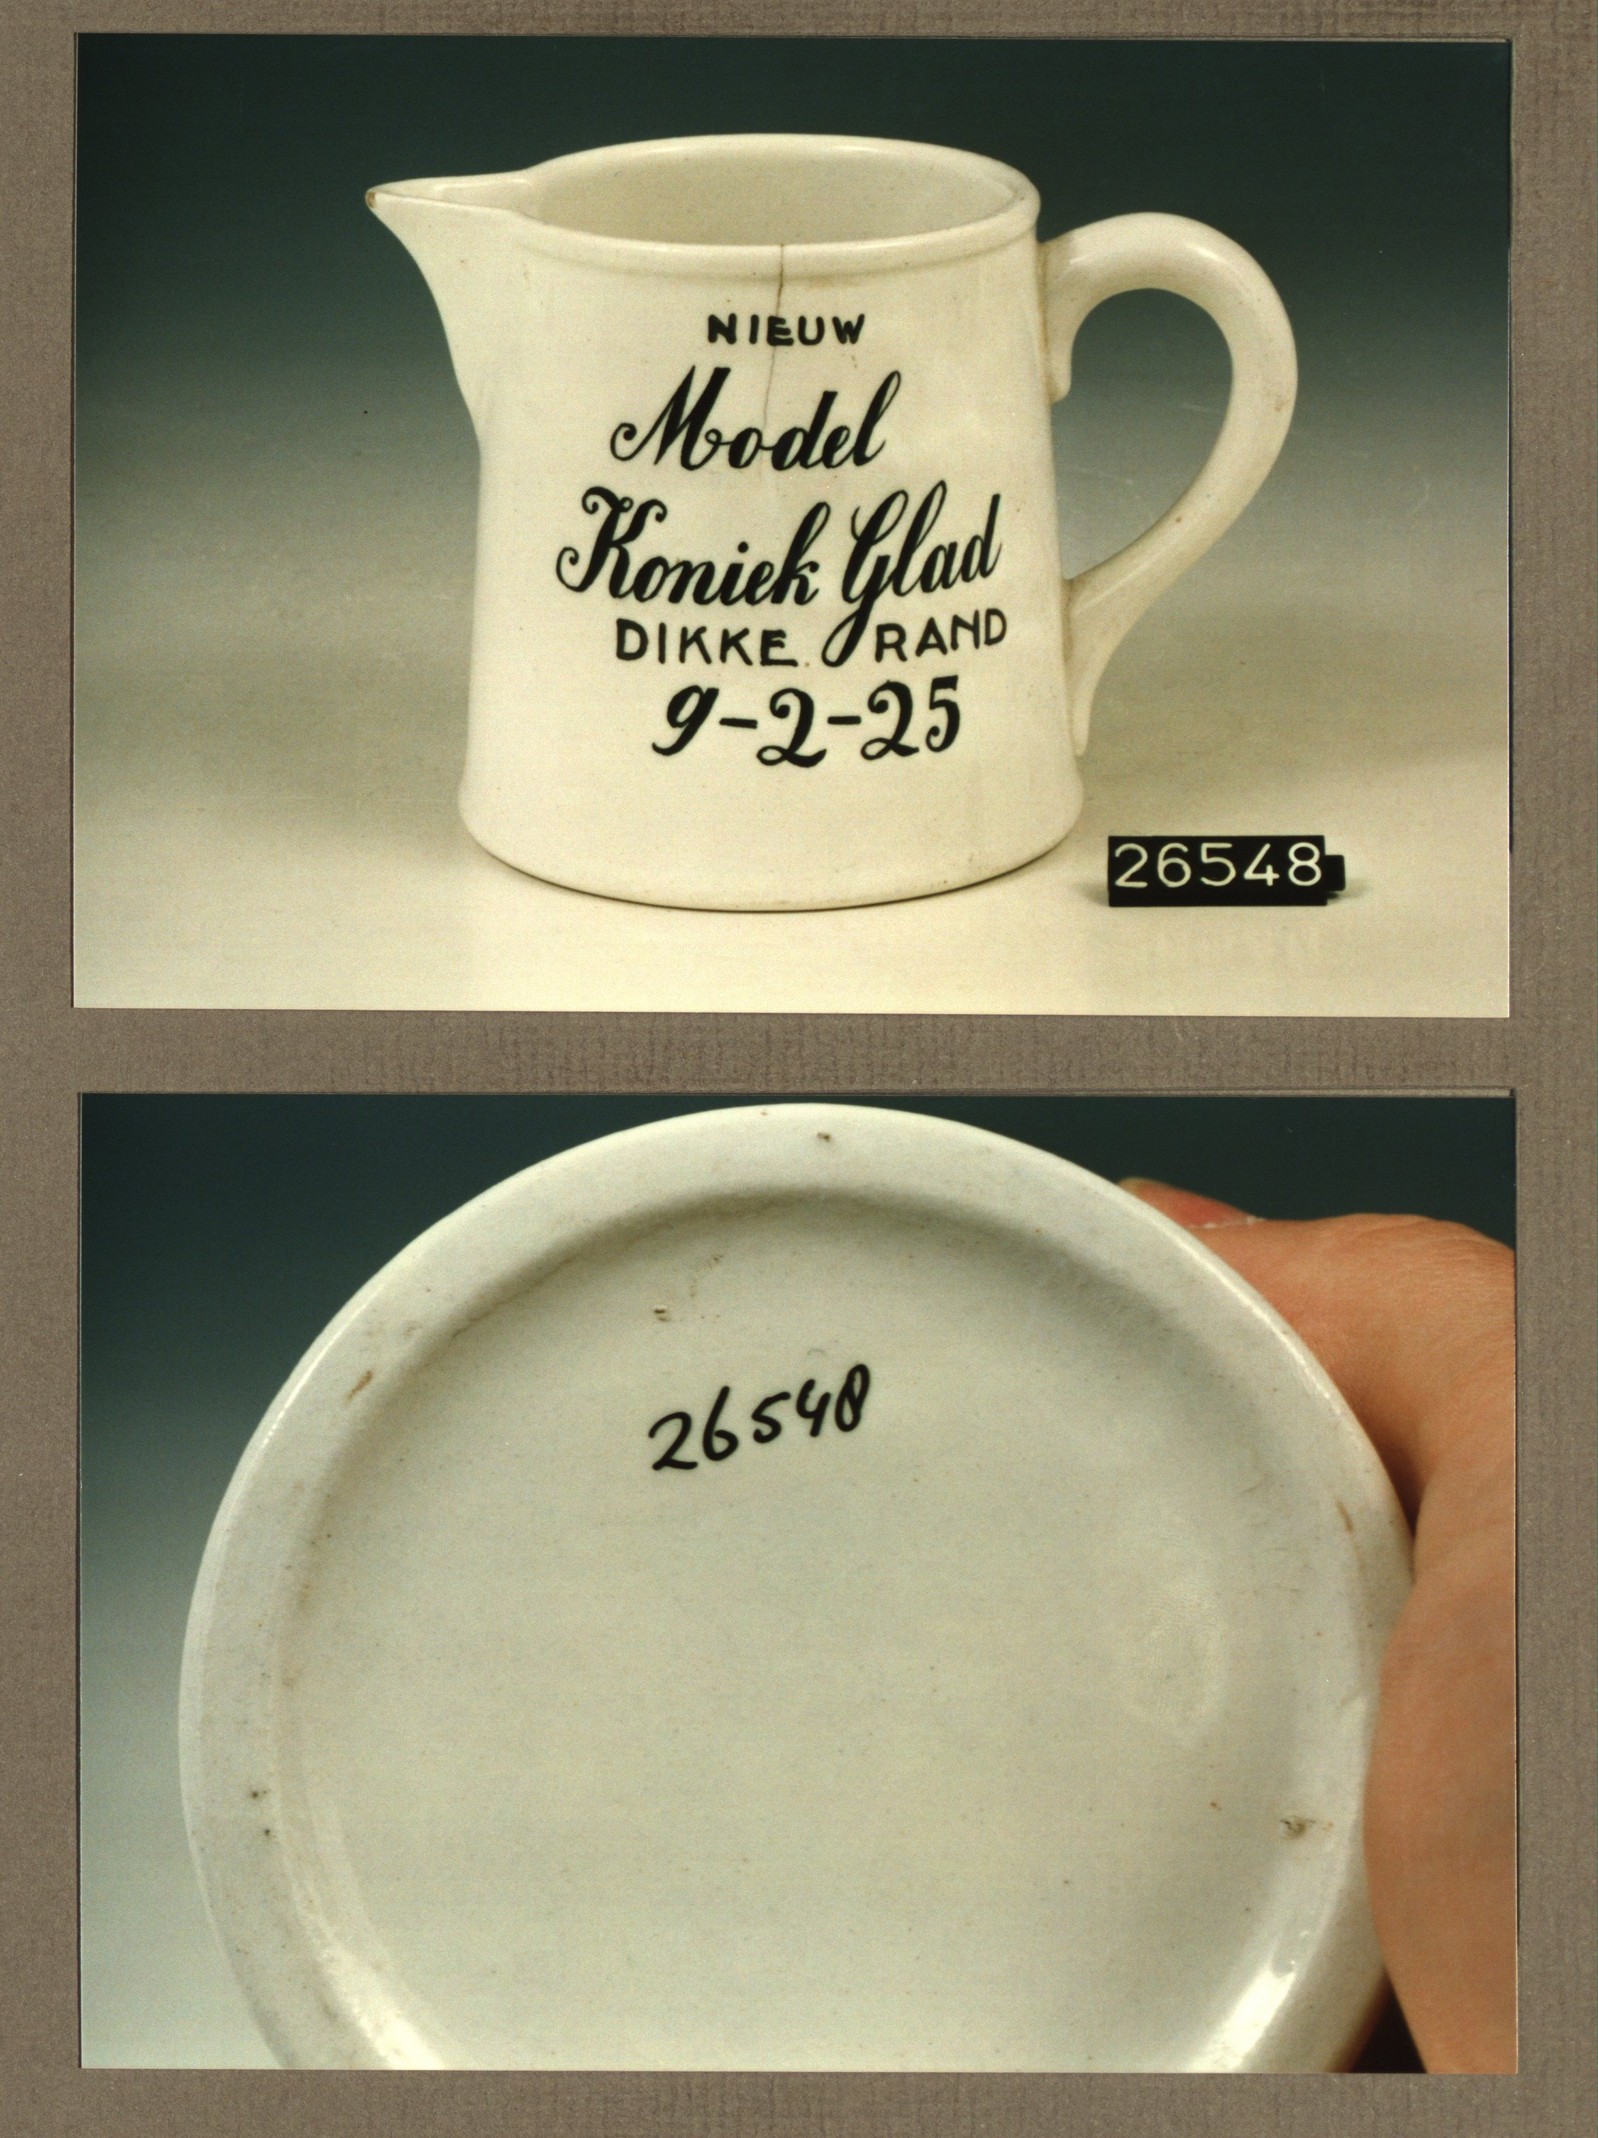 NIEUW
Model
Koniek Glad
DIKKE RAND
9-2-25
26548
26548